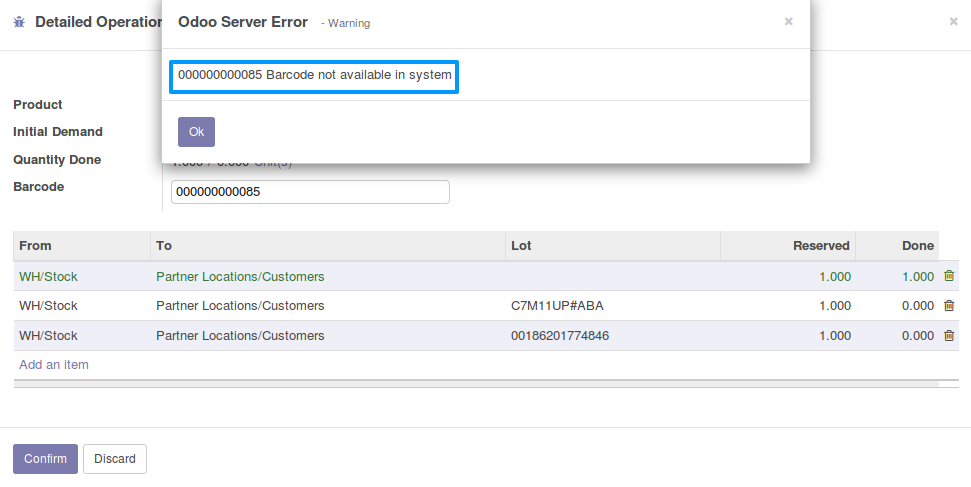 Detailed Operation
Odoo Server Error - Warning
×
×
000000000085 Barcode not available in system
Ok
Product
Initial Demand
Quantity Done
Barcode 000000000085
From To Lot Reserved Done
WH/Stock Partner Locations/Customers 1.000 1.000
WH/Stock Partner Locations/Customers C7M11UP#ABA 1.000 0.000
WH/Stock Partner Locations/Customers 00186201774846 1.000 0.000
Add an item
Confirm Discard